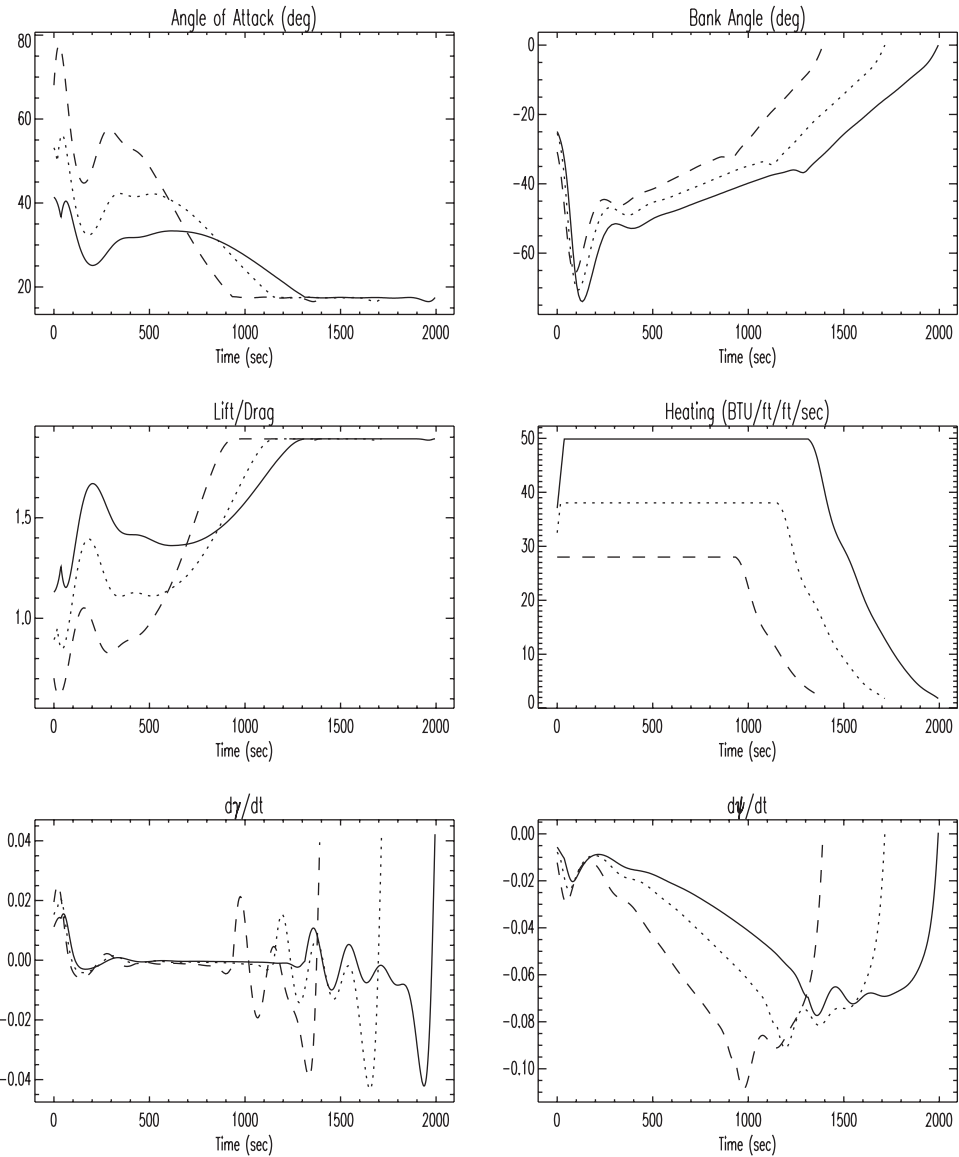 Angle of Attack (deg)
80
60
40
20
0 500 1000 1500 2000
Time (sec)
Bank Angle (deg)
0
−20
−40
−60
0 500 1000 1500 2000
Time (sec)
Lift/Drag
1.5
1.0
0 500 1000 1500 2000
Time (sec)
Heating (BTU/ft/ft/sec)
50
40
30
20
10
0
0 500 1000 1500 2000
Time (sec)
dγ/dt
0.04
0.02
0.00
−0.02
−0.04
0 500 1000 1500 2000
Time (sec)
dψ/dt
0.00
−0.02
−0.04
−0.06
−0.08
−0.10
0 500 1000 1500 2000
Time (sec)